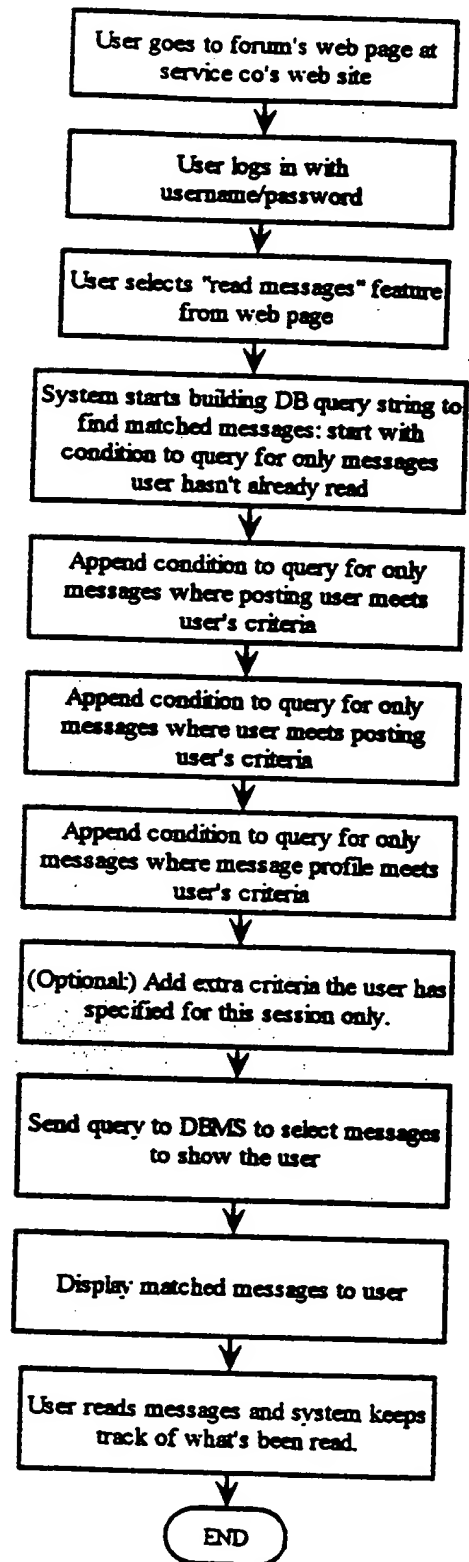 User goes to forum's web page at
service co's web site
User logs in with
username/password
User selects "read messages" feature
from web page
System starts building DB query string to
find matched messages: start with
condition to query for only messages
user hasn't already read
Append condition to query for only
messages where posting user meets
user's criteria
Append condition to query for only
messages where user meets posting
user's criteria
Append condition to query for only
messages where message profile meets
user's criteria
(Optional:) Add extra criteria the user has
specified for this session only.
Send query to DBMS to select messages
to show the user
Display matched messages to user
User reads messages and system keeps
track of what's been read.
END